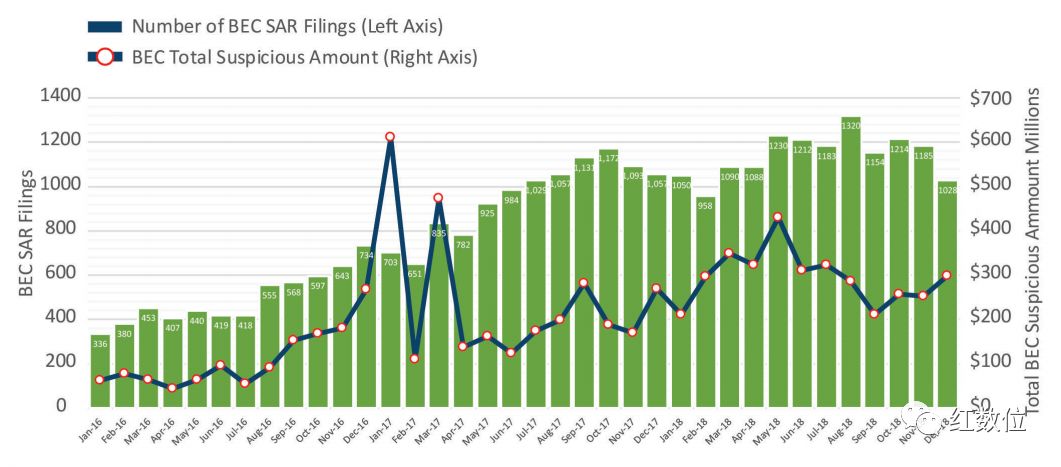 Number of BEC SAR Filings (Left Axis)
BEC Total Suspicious Amount (Right Axis)
BEC SAR Filings
1400
1200
1000
800
600
400
200
0
336
380
453
407
440
419
418
555
568
597
643
734
703
651
835
782
925
984
1,029
1,057
1,131
1,172
1,093
1,057
1050
958
1090
1088
1230
1212
1183
1320
1154
1214
1185
1028
$700
$600
$500
$400
$300
$200
$100
$0
Total BEC Suspicious Ammount Millions
Jan-16
Feb-16
Mar-16
Apr-16
May-16
Jun-16
Jul-16
Aug-16
Sep-16
Oct-16
Nov-16
Dec-16
Jan-17
Feb-17
Mar-17
Apr-17
May-17
Jun-17
Jul-17
Aug-17
Sep-17
Oct-17
Nov-17
Dec-17
Jan-18
Feb-18
Mar-18
Apr-18
May-18
Jun-18
Jul-18
Aug-18
Sep-18
Oct-18
Dec-18
红数位